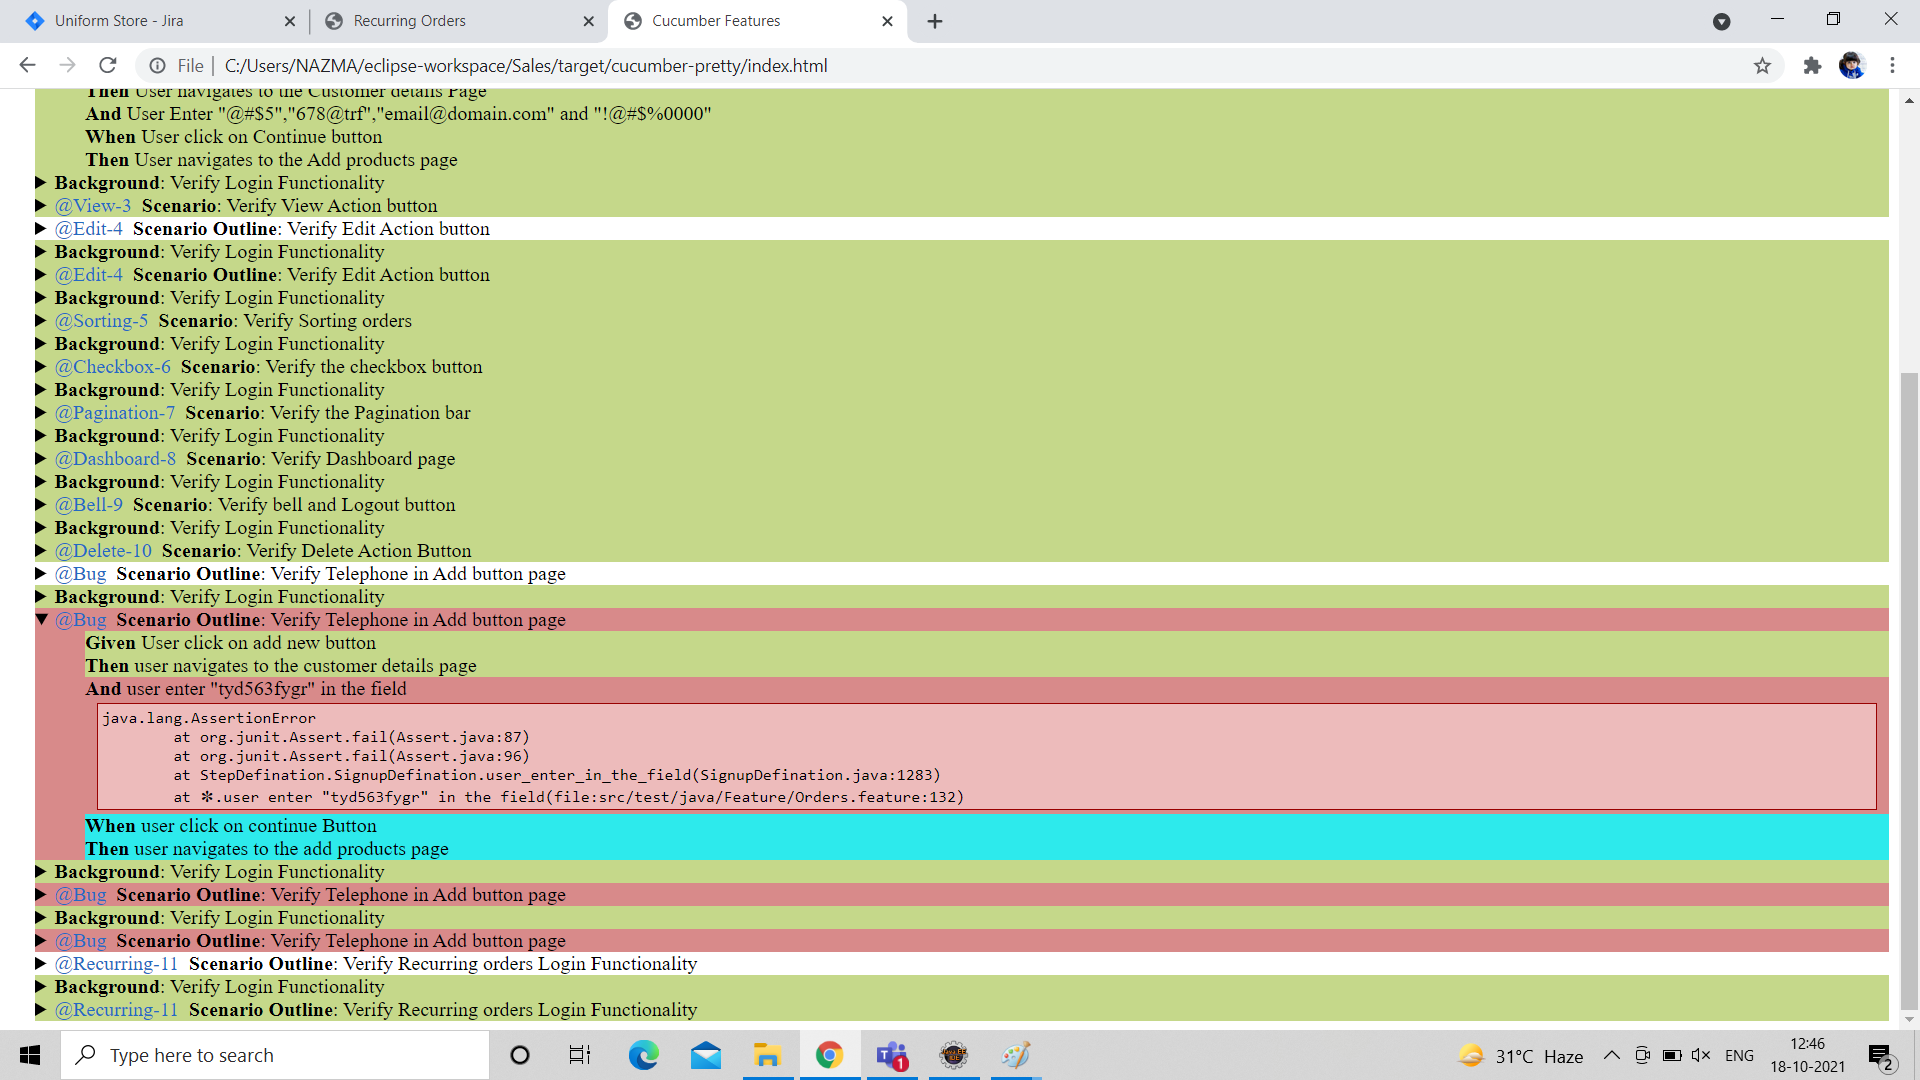 Uniform Store - Jira
Recurring Orders
Cucumber Features
File | C:/Users/NAZMA/eclipse-workspace/Sales/target/cucumber-pretty/index.html
Then User navigates to the Customer details Page
And User Enter "@#$5","678@trf","email@domain.com" and "!@#$%0000"
When User click on Continue button
Then User navigates to the Add products page
Background: Verify Login Functionality
@View-3 Scenario: Verify View Action button
@Edit-4 Scenario Outline: Verify Edit Action button
Background: Verify Login Functionality
@Edit-4 Scenario Outline: Verify Edit Action button
Background: Verify Login Functionality
@Sorting-5 Scenario: Verify Sorting orders
Background: Verify Login Functionality
@Checkbox-6 Scenario: Verify the checkbox button
Background: Verify Login Functionality
@Pagination-7 Scenario: Verify the Pagination bar
Background: Verify Login Functionality
@Dashboard-8 Scenario: Verify Dashboard page
Background: Verify Login Functionality
@Bell-9 Scenario: Verify bell and Logout button
Background: Verify Login Functionality
@Delete-10 Scenario: Verify Delete Action Button
@Bug Scenario Outline: Verify Telephone in Add button page
Background: Verify Login Functionality
@Bug Scenario Outline: Verify Telephone in Add button page
Given User click on add new button
Then user navigates to the customer details page
And user enter "tyd563fygr" in the field
java.lang.AssertionError
at org.junit.Assert.fail(Assert.java:87)
at org.junit.Assert.fail(Assert.java:96)
at StepDefination.SignupDefination.user_enter_in_the_field(SignupDefination.java:1283)
at ✽.user enter "tyd563fygr" in the field(file:src/test/java/Feature/Orders.feature:132)
When user click on continue Button
Then user navigates to the add products page
Background: Verify Login Functionality
@Bug Scenario Outline: Verify Telephone in Add button page
Background: Verify Login Functionality
@Bug Scenario Outline: Verify Telephone in Add button page
@Recurring-11 Scenario Outline: Verify Recurring orders Login Functionality
Background: Verify Login Functionality
@Recurring-11 Scenario Outline: Verify Recurring orders Login Functionality
Type here to search
1
31°C Haze
ENG
12:46
18-10-2021
2